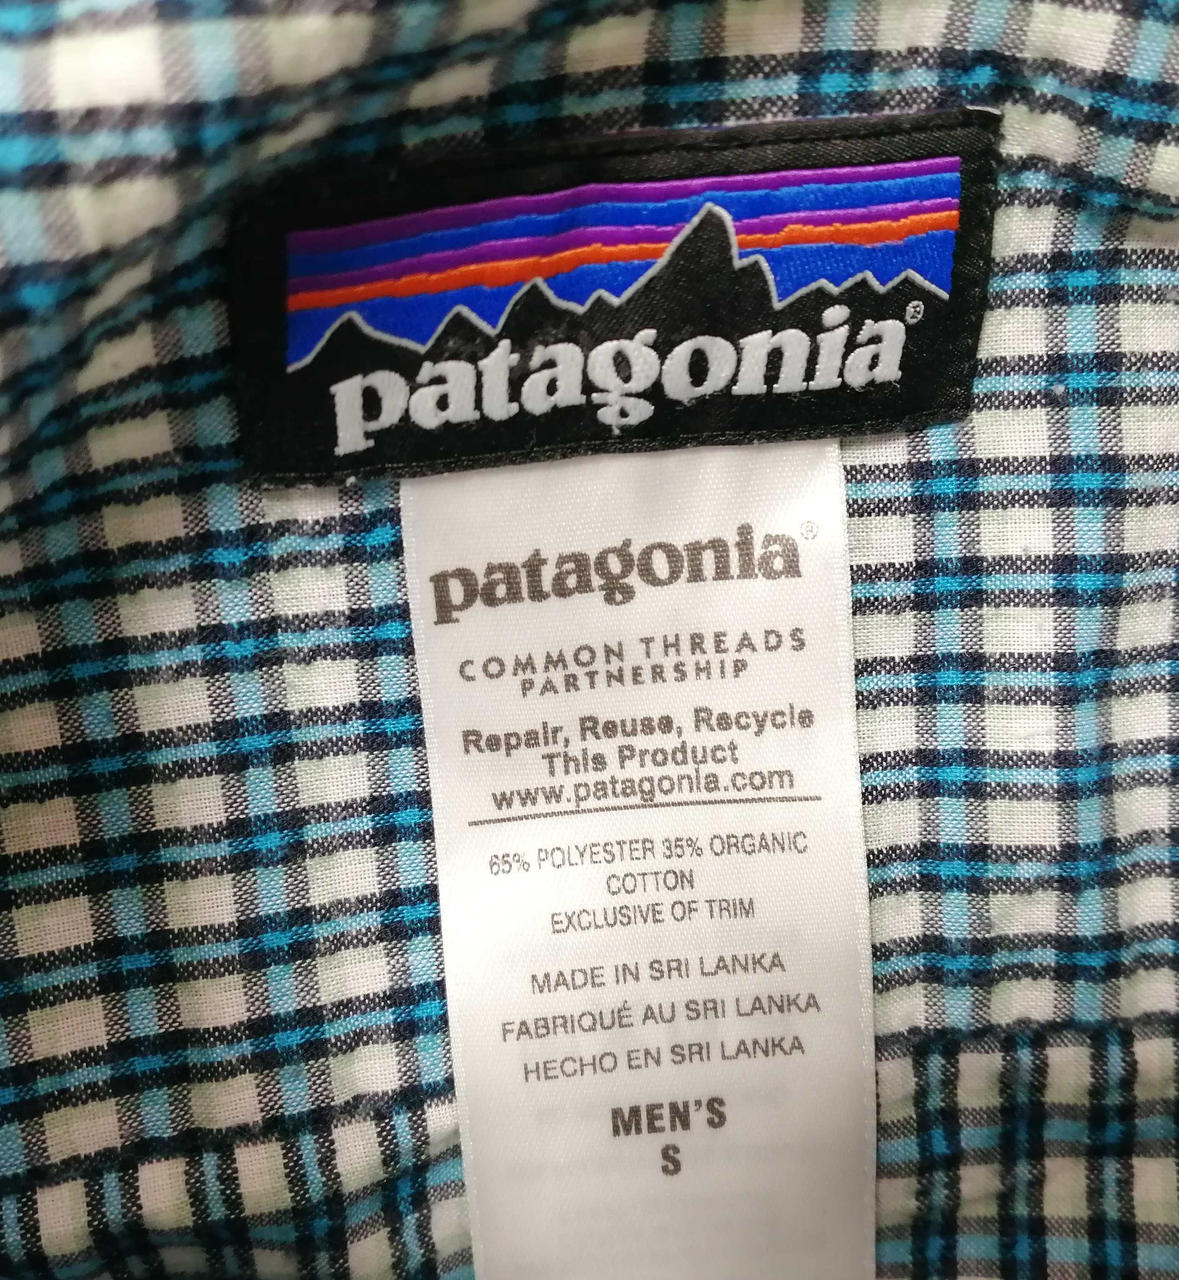 patagonia®
patagonia®
COMMON THREADS
PARTNERSHIP
Repair, Reuse, Recycle
This Product
www.patagonia.com
65% POLYESTER 35% ORGANIC
COTTON
EXCLUSIVE OF TRIM
MADE IN SRI LANKA
FABRIQUÉ AU SRI LANKA
HECHO EN SRI LANKA
MEN'S
S